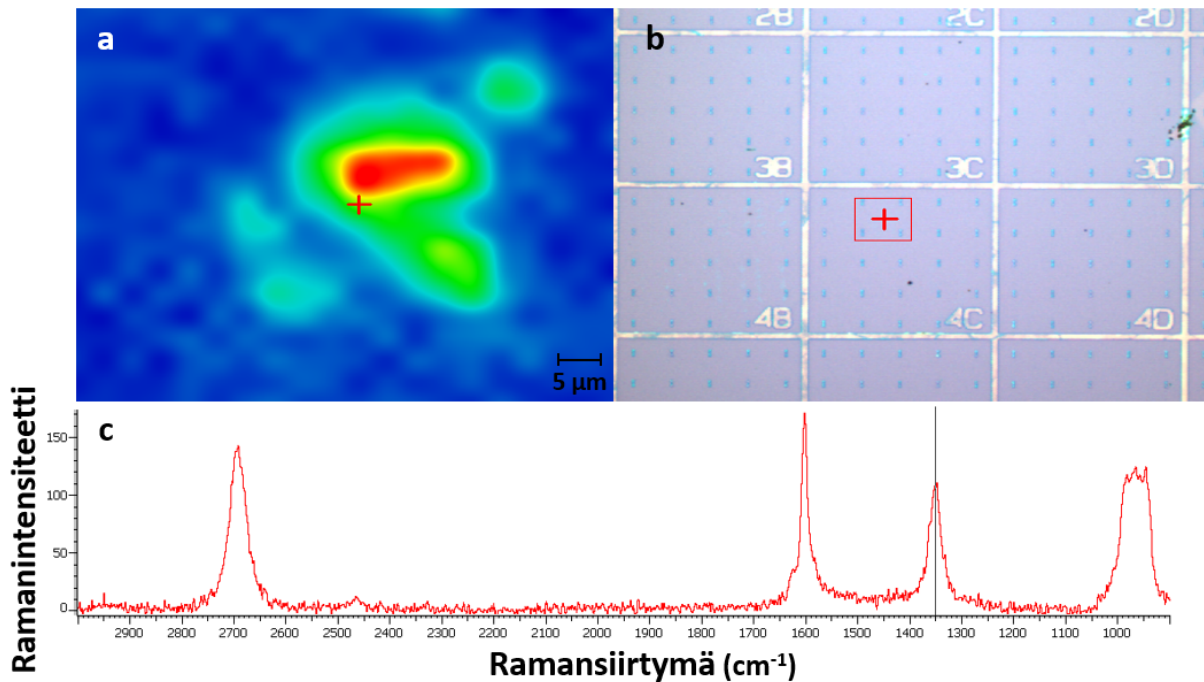 a
5 µm
b
2B 2C 2D
3B 3C 3D
4B 4C 4D
c
Ramanintensiteetti
150
100
50
0
2900 2800 2700 2600 2500 2400 2300 2200 2100 2000 1900 1800 1700 1600 1500 1400 1300 1200 1100 1000
Ramansiirtymä (cm⁻¹)